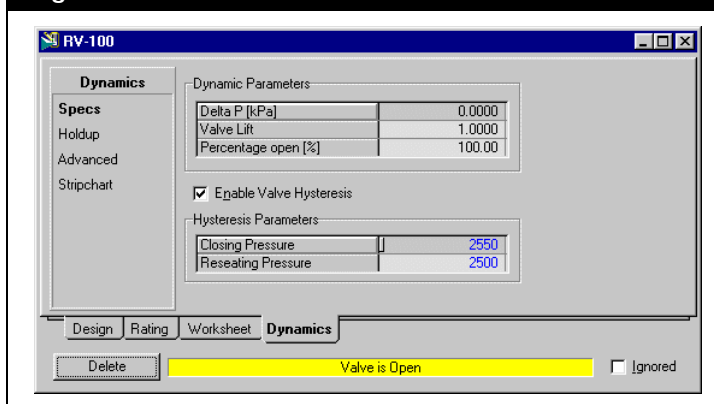 RV-100
Dynamics
Specs
Holdup
Advanced
Stripchart
Dynamic Parameters
Delta P [kPa] 0.0000
Valve Lift 1.0000
Percentage open [%] 100.00
Enable Valve Hysteresis
Hysteresis Parameters
Closing Pressure 2550
Reseating Pressure 2500
Design Rating Worksheet Dynamics
Delete Valve is Open Ignored